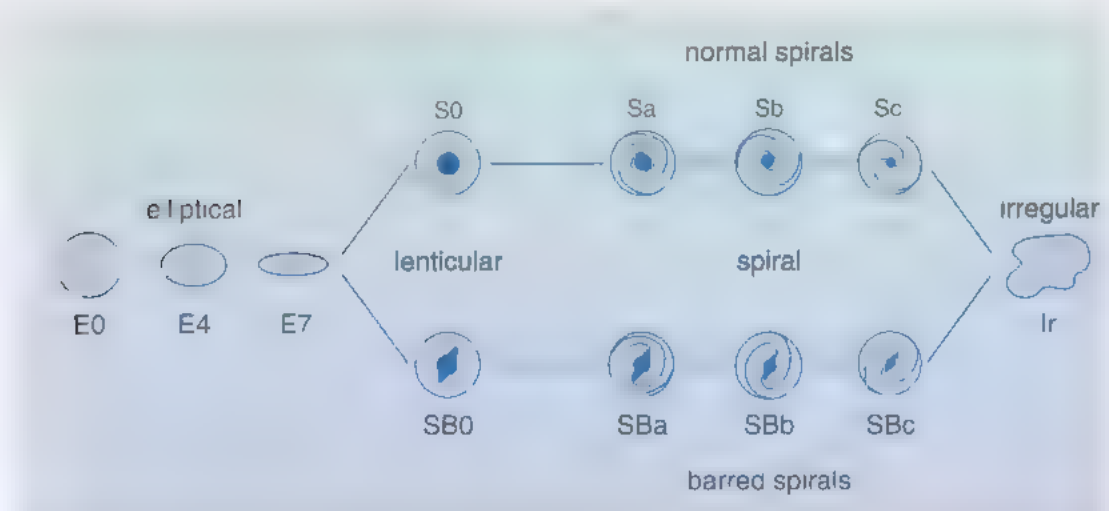 normal spirals
S0 Sa Sb Sc
elliptical irregular
lenticular spiral
E0 E4 E7 Ir
SB0 SBa SBb SBc
barred spirals